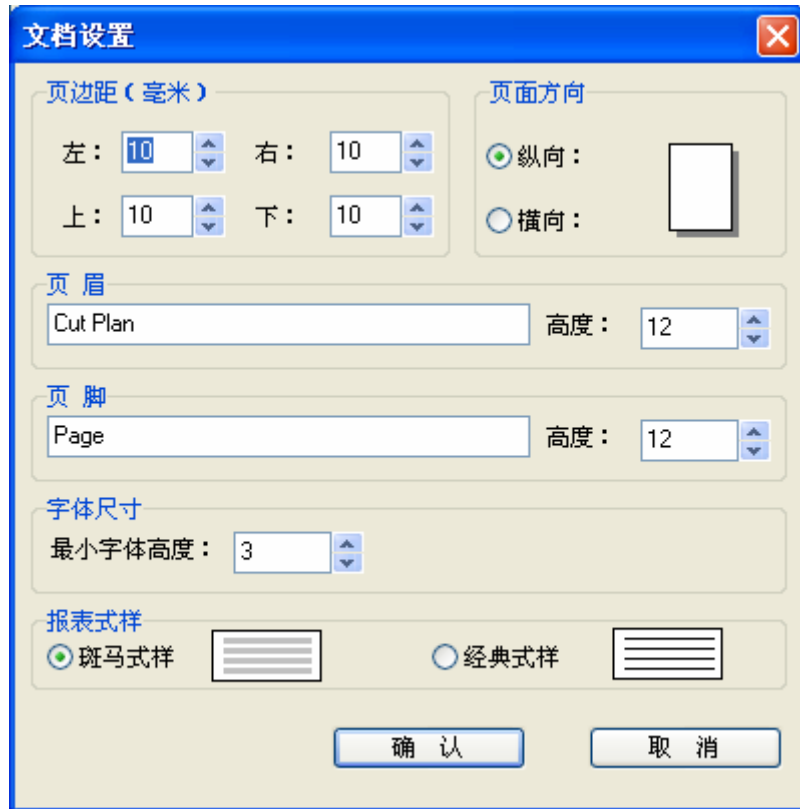 文档设置
页边距（毫米） 页面方向
左： 10 右： 10 纵向：
上： 10 下： 10 横向：
页 眉
Cut Plan 高度： 12
页 脚
Page 高度： 12
字体尺寸
最小字体高度： 3
报表式样
斑马式样 经典式样
确 认 取 消